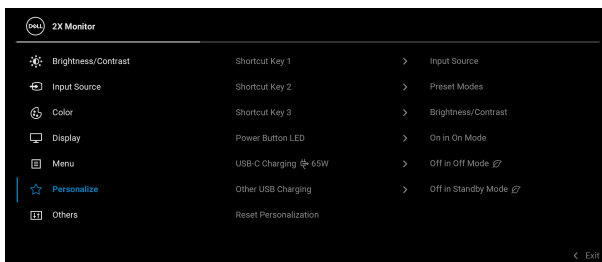 DELL 2X Monitor
Brightness/Contrast Shortcut Key 1 > Input Source
Input Source Shortcut Key 2 > Preset Modes
Color Shortcut Key 3 > Brightness/Contrast
Display Power Button LED > On in On Mode
Menu USB-C Charging 65W > Off in Off Mode
Personalize Other USB Charging > Off in Standby Mode
Others Reset Personalization
< Exit